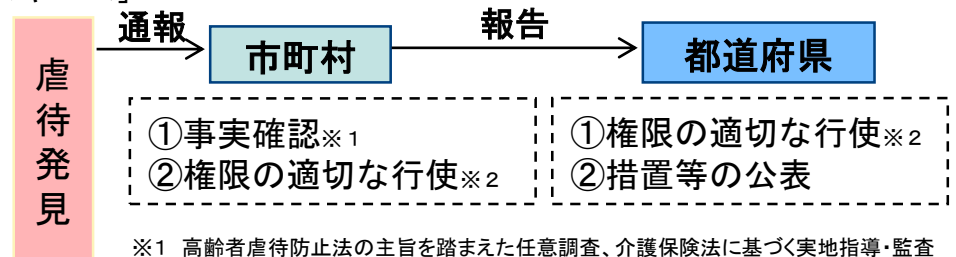 通報
報告
虐待発見
市町村
都道府県
①事実確認※1
②権限の適切な行使※2
①権限の適切な行使※2
②措置等の公表
※1 高齢者虐待防止法の主旨を踏まえた任意調査、介護保険法に基づく実地指導・監査